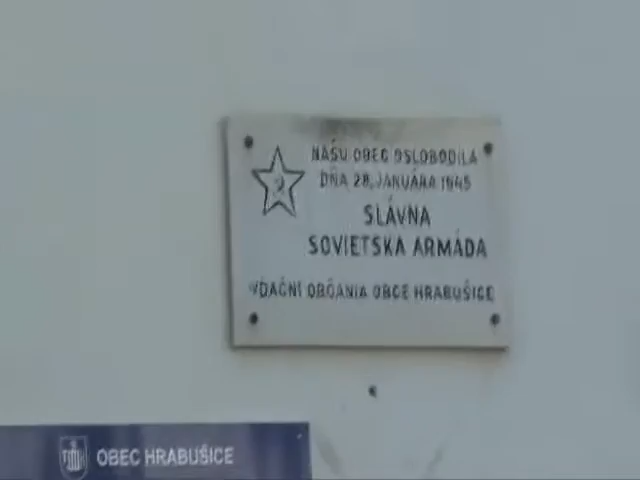 NAŠU OBEC OSLOBODILA
DŇA 28. JANUÁRA 1945
SLÁVNA
SOVIETSKA ARMÁDA
VĎAČNÍ OBČANIA OBCE HRABUŠICE
OBEC HRABUŠICE